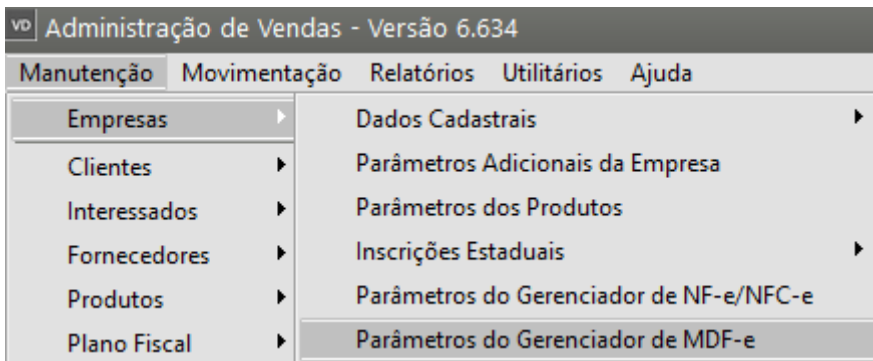 VD Administração de Vendas - Versão 6.634
Manutenção Movimentação Relatórios Utilitários Ajuda
Empresas
Clientes
Interessados
Fornecedores
Produtos
Plano Fiscal
Dados Cadastrais
Parâmetros Adicionais da Empresa
Parâmetros dos Produtos
Inscrições Estaduais
Parâmetros do Gerenciador de NF-e/NFC-e
Parâmetros do Gerenciador de MDF-e